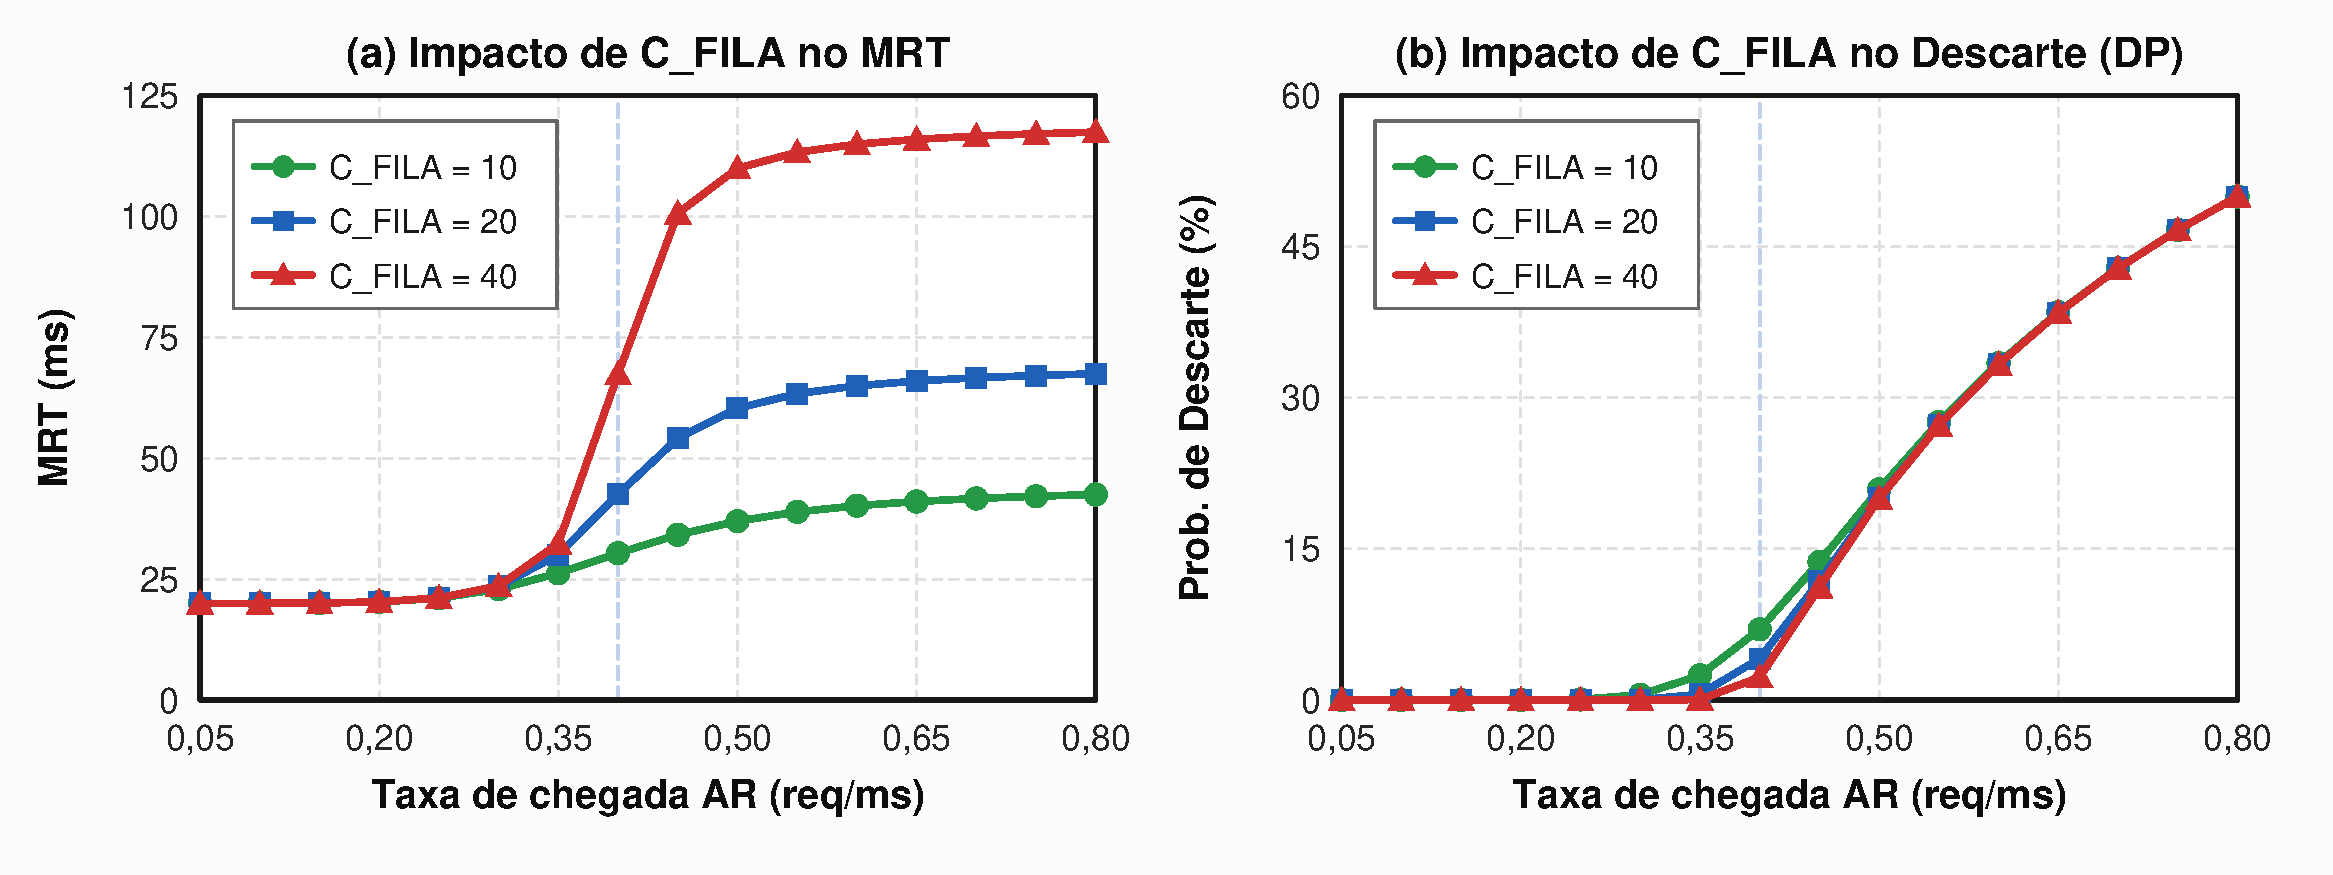 (a) Impacto de C_FILA no MRT
125
100
75
50
25
0
MRT (ms)
C_FILA = 10
C_FILA = 20
C_FILA = 40
0,05 0,20 0,35 0,50 0,65 0,80
Taxa de chegada AR (req/ms)
(b) Impacto de C_FILA no Descarte (DP)
60
45
30
15
0
Prob. de Descarte (%)
C_FILA = 10
C_FILA = 20
C_FILA = 40
0,05 0,20 0,35 0,50 0,65 0,80
Taxa de chegada AR (req/ms)